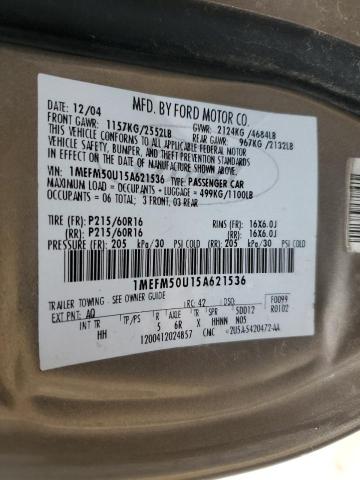 12/04 MFD. BY FORD MOTOR CO.
FRONT GAWR: 1157KG/2552LB GVWR: 2124KG/4684LB
REAR GAWR: 967KG/2132LB
THIS VEHICLE CONFORMS TO ALL APPLICABLE FEDERAL MOTOR
VEHICLE SAFETY, BUMPER, AND THEFT PREVENTION STANDARDS
IN EFFECT ON THE DATE OF MANUFACTURE SHOWN ABOVE.
VIN: 1MEFM50U15A621536 TYPE: PASSENGER CAR
MAXIMUM LOAD = OCCUPANTS + LUGGAGE = 499KG/1100LB
OCCUPANTS = 06 TOTAL; 3 FRONT; 03 REAR
TIRE (FR): P215/60R16 RIMS (FR): 16X6.0J
(RR): P215/60R16 (RR): 16X6.0J
PRESSURE (FR): 205 kPa/30 PSI COLD (RR): 205 kPa/30 PSI COLD
1MEFM50U15A621536
TRAILER TOWING - SEE OWNER GUIDE
EXT PNT: AQ RC: 42 DSO: F0099
INT TR TP/PS R AXLE TR SPR S0012 R0102
HH 5 6R X HHNN N05
1200412024857 CMC 2U5A-5420472-AA